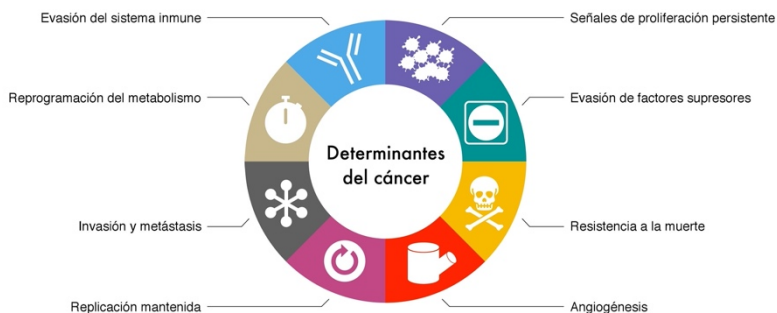 Evasión del sistema inmune
Señales de proliferación persistente
Reprogramación del metabolismo
Evasión de factores supresores
Determinantes
del cáncer
Invasión y metástasis
Resistencia a la muerte
Replicación mantenida
Angiogénesis